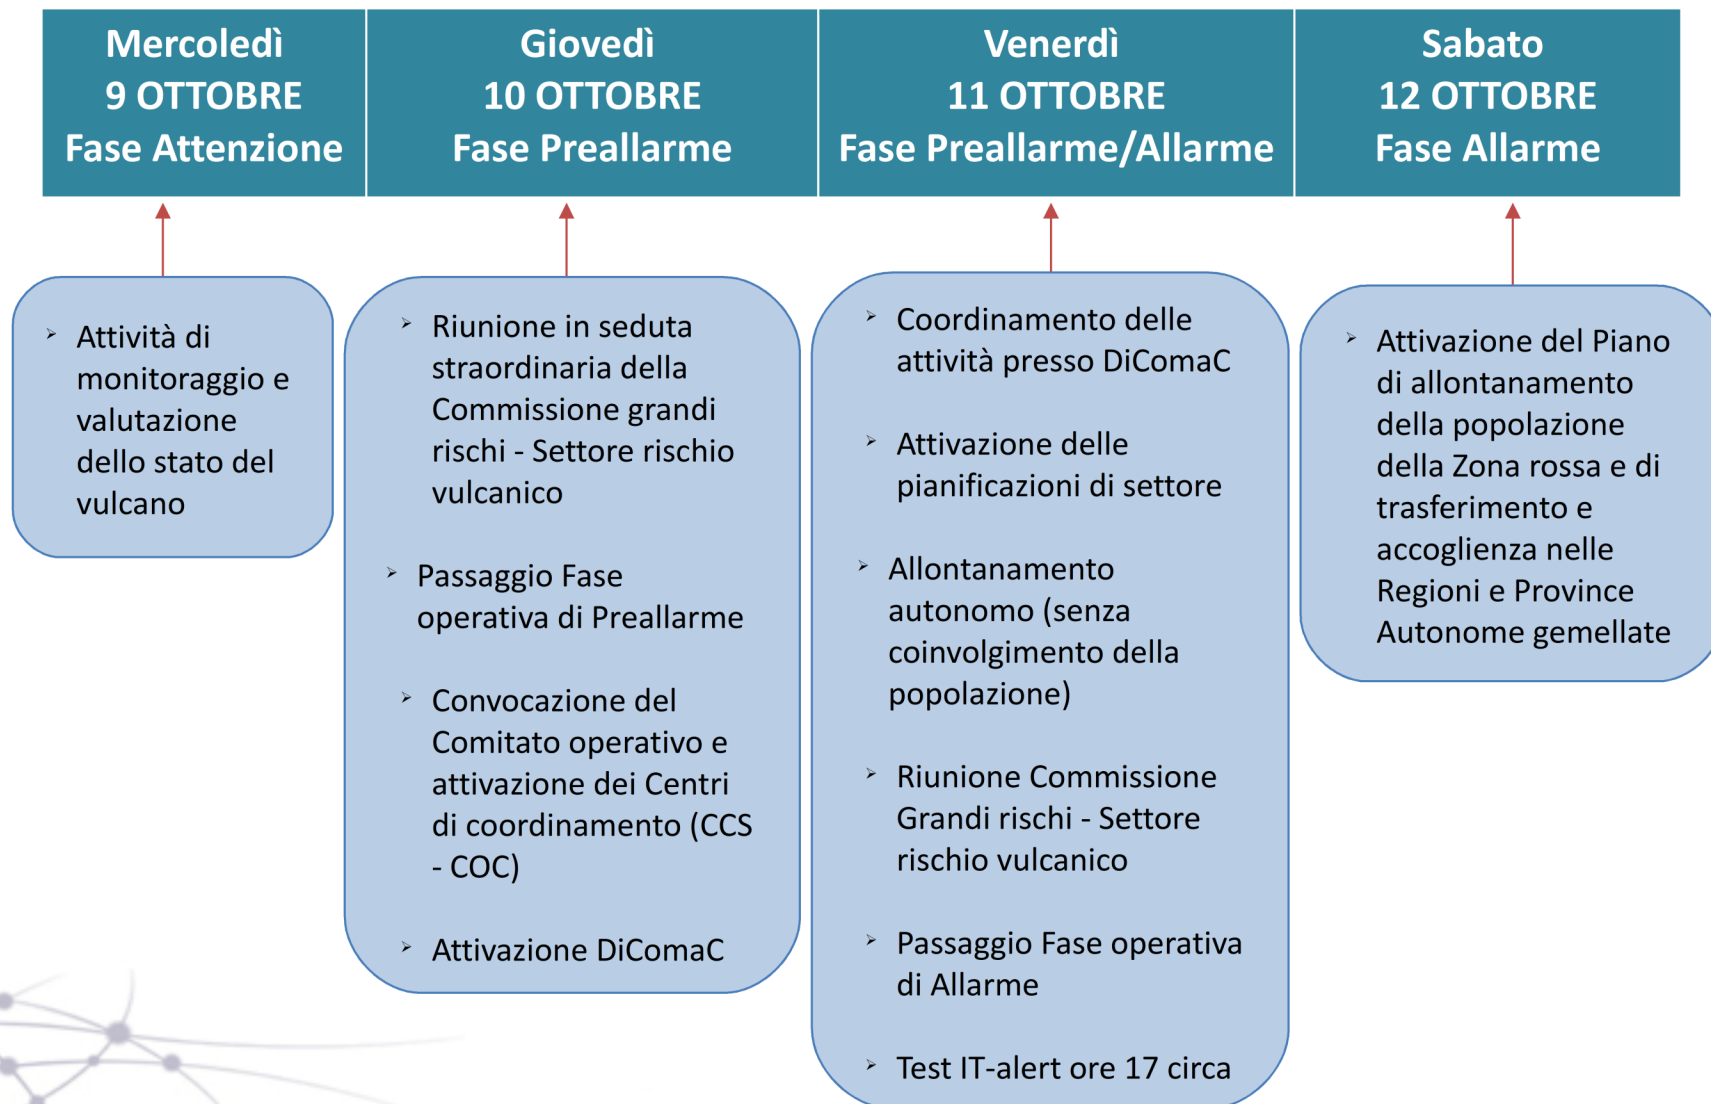 Mercoledì
9 OTTOBRE
Fase Attenzione
Giovedì
10 OTTOBRE
Fase Preallarme
Venerdì
11 OTTOBRE
Fase Preallarme/Allarme
Sabato
12 OTTOBRE
Fase Allarme
➢ Attività di
monitoraggio e
valutazione
dello stato del
vulcano
➢ Riunione in seduta
straordinaria della
Commissione grandi
rischi - Settore rischio
vulcanico
➢ Passaggio Fase
operativa di Preallarme
➢ Convocazione del
Comitato operativo e
attivazione dei Centri
di coordinamento (CCS
- COC)
➢ Attivazione DiComaC
➢ Coordinamento delle
attività presso DiComaC
➢ Attivazione delle
pianificazioni di settore
➢ Allontanamento
autonomo (senza
coinvolgimento della
popolazione)
➢ Riunione Commissione
Grandi rischi - Settore
rischio vulcanico
➢ Passaggio Fase operativa
di Allarme
➢ Test IT-alert ore 17 circa
➢ Attivazione del Piano
di allontanamento
della popolazione
della Zona rossa e di
trasferimento e
accoglienza nelle
Regioni e Province
Autonome gemellate